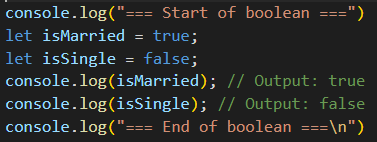 console.log("=== Start of boolean ===")
let isMarried = true;
let isSingle = false;
console.log(isMarried); // Output: true
console.log(isSingle); // Output: false
console.log("=== End of boolean ===\n")